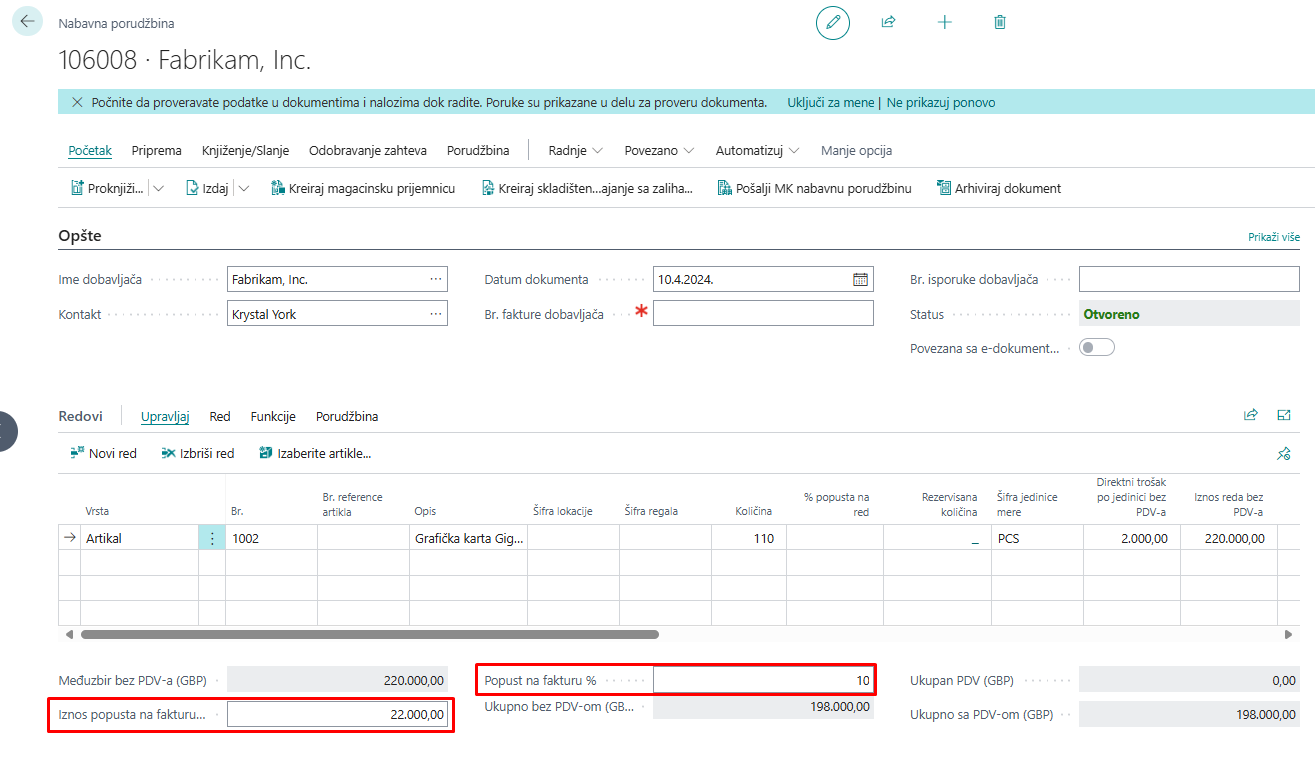 Nabavna porudžbina
106008 · Fabrikam, Inc.
Počnite da proveravate podatke u dokumentima i nalozima dok radite. Poruke su prikazane u delu za proveru dokumenta. Uključi za mene | Ne prikazuj ponovo
Početak Priprema Knjiženje/Slanje Odobravanje zahteva Porudžbina Radnje Povezano Automatizuj Manje opcija
Proknjiži... Izdaj Kreiraj magacinsku prijemnicu Kreiraj skladišten...ajanje sa zaliha... Pošalji MK nabavnu porudžbinu Arhiviraj dokument
Opšte Prikaži više
Ime dobavljača Fabrikam, Inc. Datum dokumenta 10.4.2024. Br. isporuke dobavljača
Kontakt Krystal York Br. fakture dobavljača * Status Otvoreno
Povezana sa e-dokument...
Redovi Upravljaj Red Funkcije Porudžbina
Novi red Izbriši red Izaberite artikle...
Vrsta Br. Br. reference artikla Opis Šifra lokacije Šifra regala Količina % popusta na red Rezervisana količina Šifra jedinice mere Direktni trošak po jedinici bez PDV-a Iznos reda bez PDV-a
Artikal 1002 Grafička karta Gig... 110 _ PCS 2.000,00 220.000,00
Međuzbir bez PDV-a (GBP) 220.000,00 Popust na fakturu % 10 Ukupan PDV (GBP) 0,00
Iznos popusta na fakturu... 22.000,00 Ukupno bez PDV-om (GB... 198.000,00 Ukupno sa PDV-om (GBP) 198.000,00